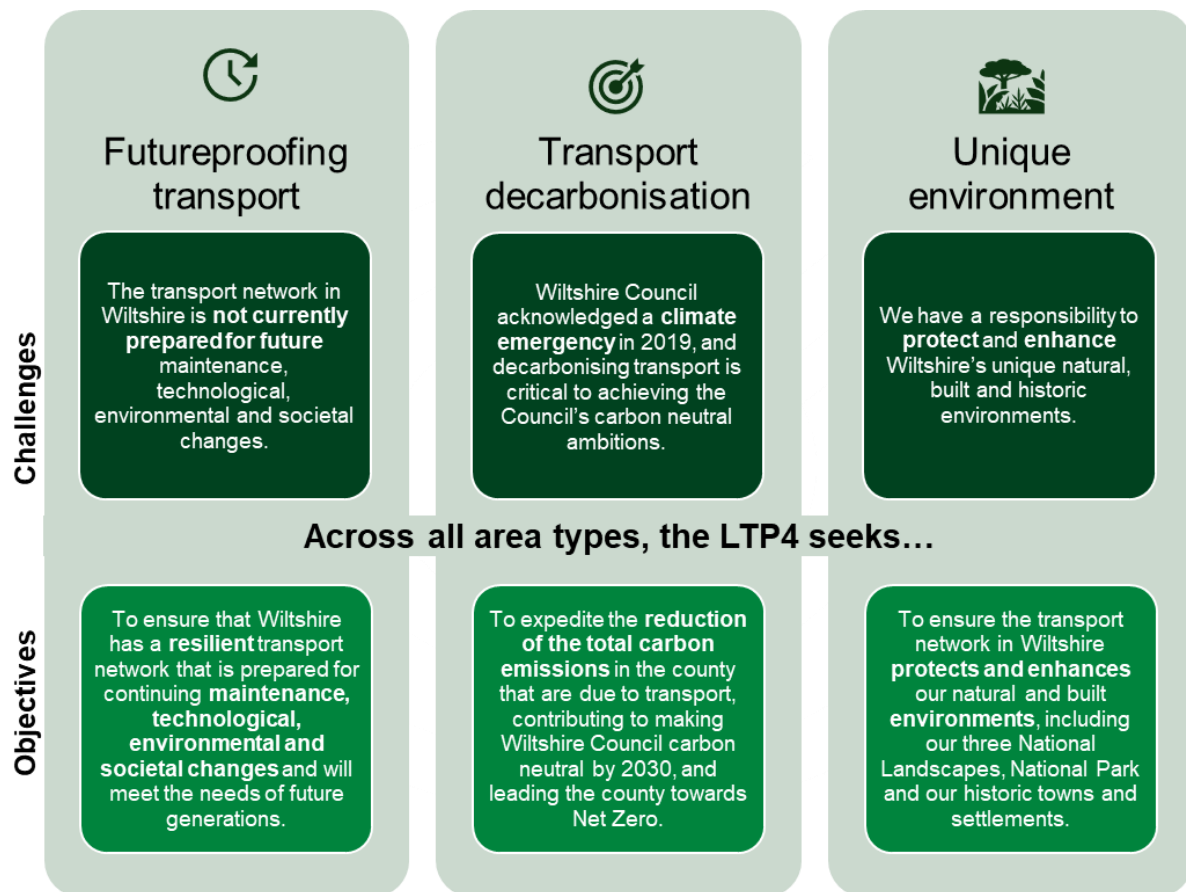 Futureproofing
transport
Transport
decarbonisation
Unique
environment
Challenges
The transport network in
Wiltshire is not currently
prepared for future
maintenance,
technological,
environmental and societal
changes.
Wiltshire Council
acknowledged a climate
emergency in 2019, and
decarbonising transport is
critical to achieving the
Council's carbon neutral
ambitions.
We have a responsibility to
protect and enhance
Wiltshire's unique natural,
built and historic
environments.
Across all area types, the LTP4 seeks…
Objectives
To ensure that Wiltshire
has a resilient transport
network that is prepared for
continuing maintenance,
technological,
environmental and
societal changes and will
meet the needs of future
generations.
To expedite the reduction
of the total carbon
emissions in the county
that are due to transport,
contributing to making
Wiltshire Council carbon
neutral by 2030, and
leading the county towards
Net Zero.
To ensure the transport
network in Wiltshire
protects and enhances
our natural and built
environments, including
our three National
Landscapes, National Park
and our historic towns and
settlements.